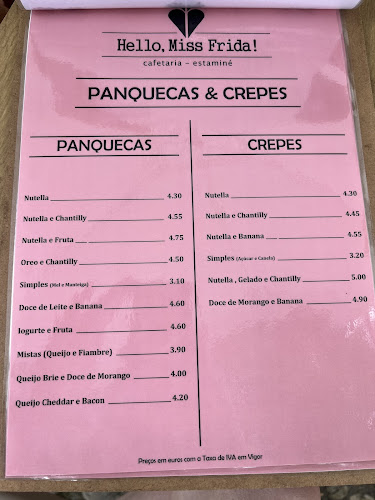 Hello, Miss Frida!
cafetaria - estaminé
PANQUECAS & CREPES
PANQUECAS
Nutella 4.30
Nutella e Chantilly 4.55
Nutella e Fruta 4.75
Oreo e Chantilly 4.50
Simples (Mel e Manteiga) 3.10
Doce de Leite e Banana 4.60
Iogurte e Fruta 4.60
Mistas (Queijo e Fiambre) 3.90
Queijo Brie e Doce de Morango 4.00
Queijo Cheddar e Bacon 4.20
CREPES
Nutella 4.30
Nutella e Chantilly 4.45
Nutella e Banana 4.55
Simples (Açucar e Canela) 3.20
Nutella , Gelado e Chantilly 5.00
Doce de Morango e Banana 4.90
Preços em euros com a Taxa de IVA em Vigor